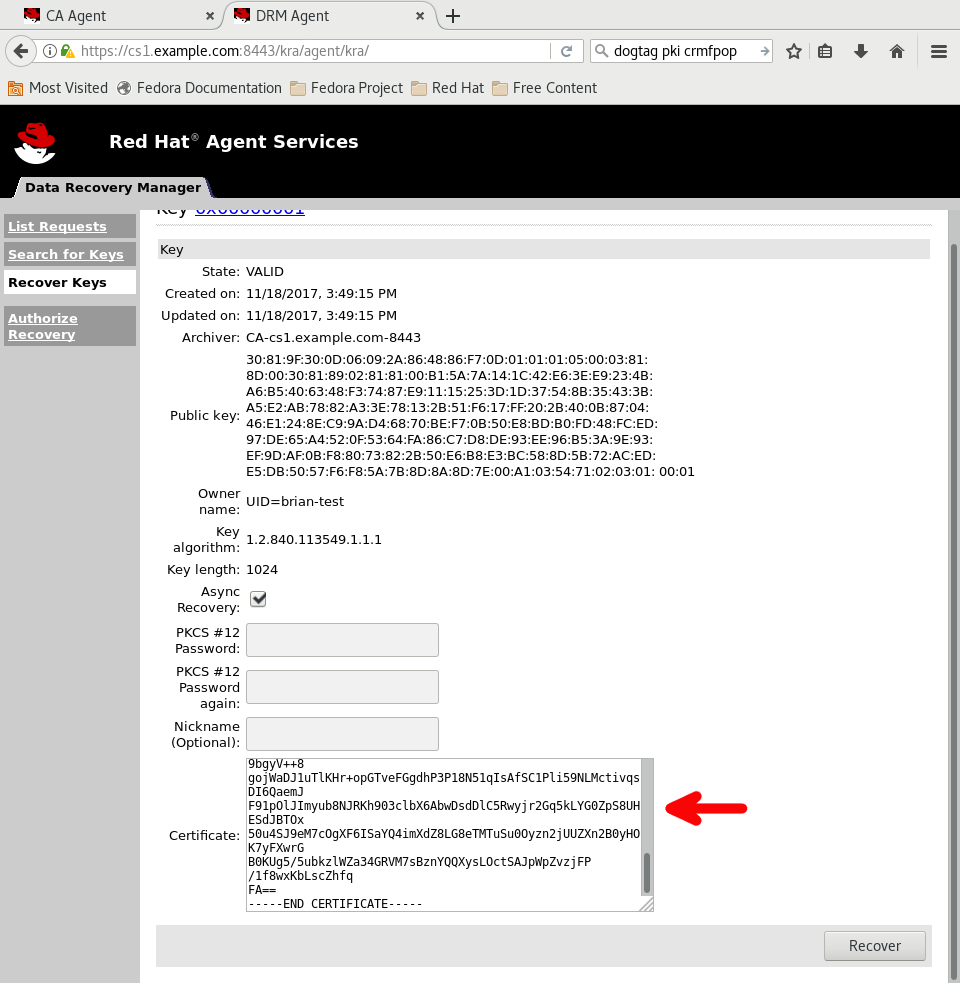 CA Agent
DRM Agent
https://cs1.example.com:8443/kra/agent/kra/
dogtag pki crmfpop
Most Visited
Fedora Documentation
Fedora Project
Red Hat
Free Content
Red Hat® Agent Services
Data Recovery Manager
List Requests
Search for Keys
Recover Keys
Authorize
Recovery
Key 0x00000001
Key
State: VALID
Created on: 11/18/2017, 3:49:15 PM
Updated on: 11/18/2017, 3:49:15 PM
Archiver: CA-cs1.example.com-8443
Public key:
30:81:9F:30:0D:06:09:2A:86:48:86:F7:0D:01:01:01:05:00:03:81:
8D:00:30:81:89:02:81:81:00:B1:5A:7A:14:1C:42:E6:3E:E9:23:4B:
A6:B5:40:63:48:F3:74:87:E9:11:15:25:3D:1D:37:54:8B:35:43:3B:
A5:E2:AB:78:82:A3:3E:78:13:2B:51:F6:17:FF:20:2B:40:0B:87:04:
46:E1:24:8E:C9:9A:D4:68:70:BE:F7:0B:50:E8:BD:B0:FD:48:FC:ED:
97:DE:65:A4:52:0F:53:64:FA:86:C7:D8:DE:93:EE:96:B5:3A:9E:93:
EF:9D:AF:0B:F8:80:73:82:2B:50:E6:B8:E3:BC:58:8D:5B:72:AC:ED:
E5:DB:50:57:F6:F8:5A:7B:8D:8A:8D:7E:00:A1:03:54:71:02:03:01: 00:01
Owner
name: UID=brian-test
Key
algorithm: 1.2.840.113549.1.1.1
Key length: 1024
Async
Recovery:
PKCS #12
Password:
PKCS #12
Password
again:
Nickname
(Optional):
Certificate:
9bgyV++8
gojWaDJ1uTlKHr+opGTveFGgdhP3P18N51qIsAfSC1Pli59NLMctivqs
DI6QaemJ
F91pOlJImyub8NJRKh903clbX6AbwDsdDlC5Rwyjr2Gq5kLYG0ZpS8UH
ESdJBTOx
50u4SJ9eM7cOgXF6ISaYQ4imXdZ8LG8eTMTuSu0Oyzn2jUUZXn2B0yHO
K7yFXwrG
B0KUg5/5ubkzlWZa34GRVM7sBznYQQXysLOctSAJpWpZvzjFP
/1f8wxKbLscZhfq
FA==
-----END CERTIFICATE-----
Recover